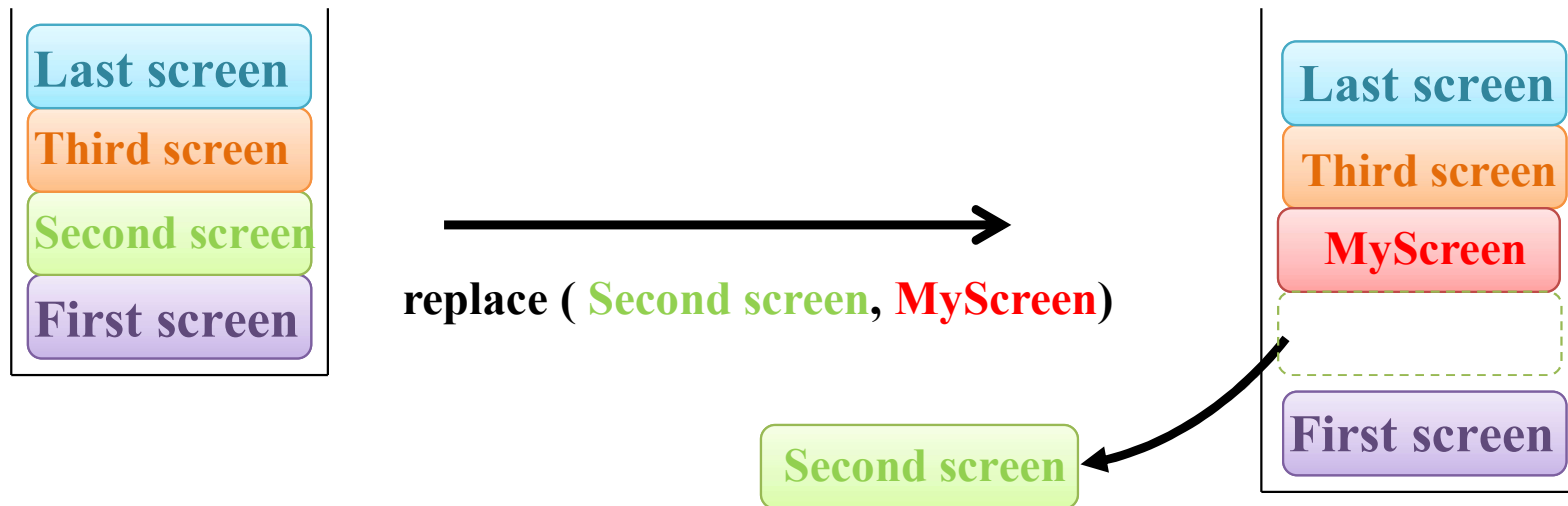 Last screen
Third screen
Second screen
First screen
replace ( Second screen, MyScreen)
Second screen
Last screen
Third screen
MyScreen
First screen